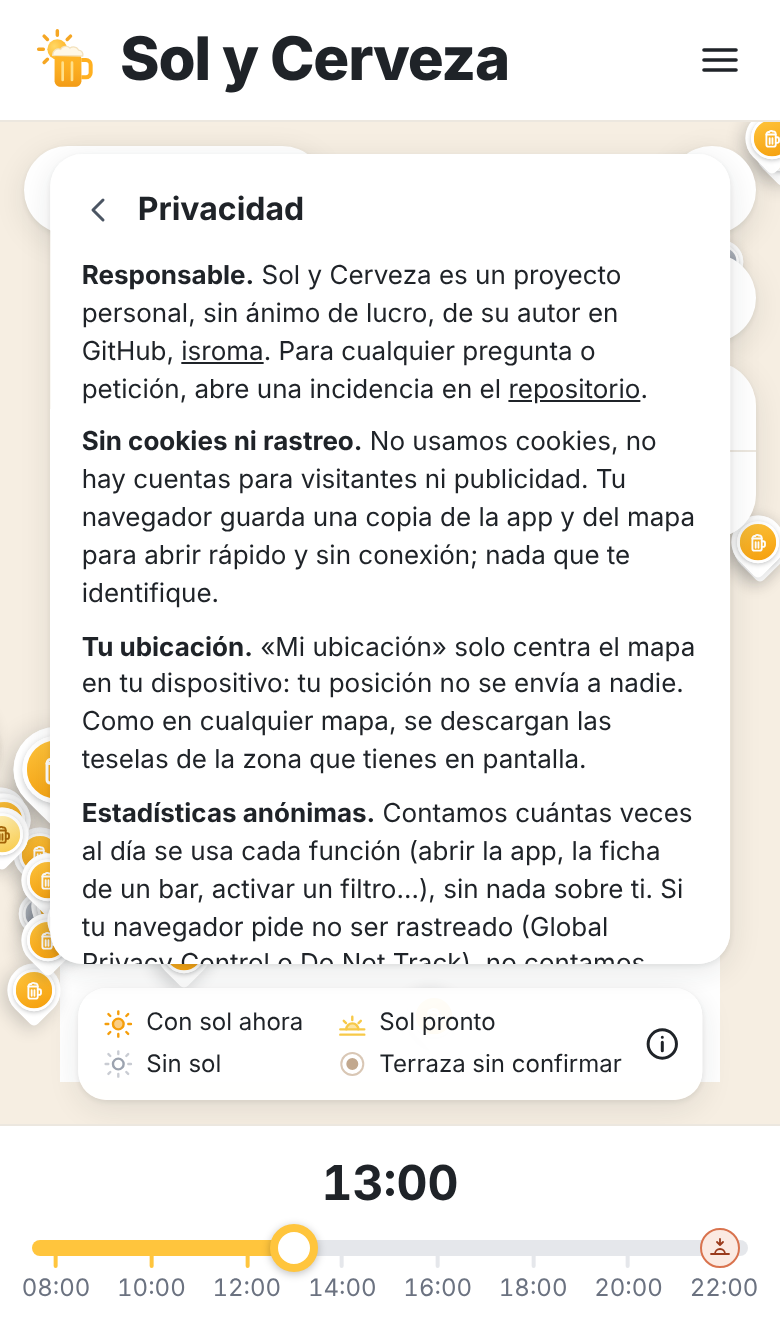 Sol y Cerveza
Privacidad
Responsable. Sol y Cerveza es un proyecto
personal, sin ánimo de lucro, de su autor en
GitHub, isroma. Para cualquier pregunta o
petición, abre una incidencia en el repositorio.
Sin cookies ni rastreo. No usamos cookies, no
hay cuentas para visitantes ni publicidad. Tu
navegador guarda una copia de la app y del mapa
para abrir rápido y sin conexión; nada que te
identifique.
Tu ubicación. «Mi ubicación» solo centra el mapa
en tu dispositivo: tu posición no se envía a nadie.
Como en cualquier mapa, se descargan las
teselas de la zona que tienes en pantalla.
Estadísticas anónimas. Contamos cuántas veces
al día se usa cada función (abrir la app, la ficha
de un bar, activar un filtro...), sin nada sobre ti. Si
tu navegador pide no ser rastreado (Global
Privacy Control o Do Not Track), no contamos
Con sol ahora
Sol pronto
Sin sol
Terraza sin confirmar
13:00
08:00 10:00 12:00 14:00 16:00 18:00 20:00 22:00